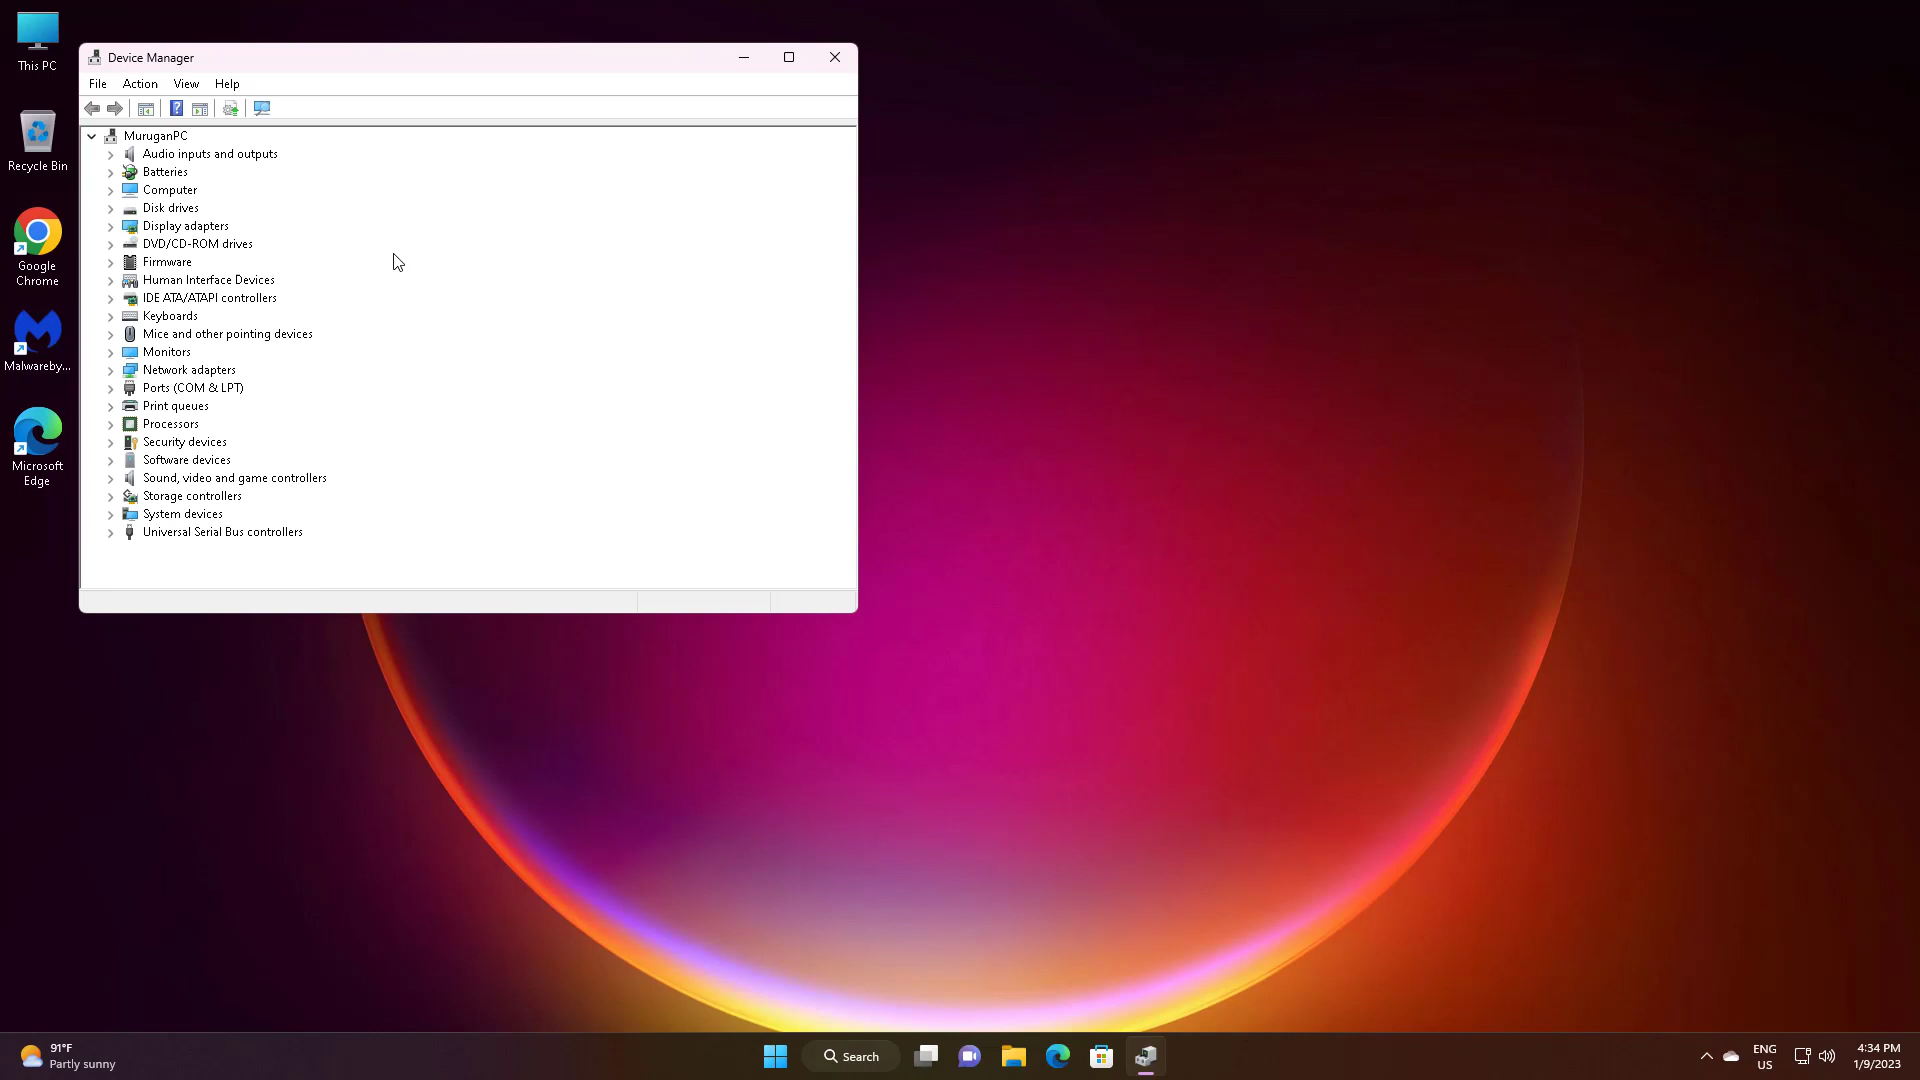 This PC
Recycle Bin
Google
Chrome
Malwareby...
Microsoft
Edge
Device Manager
File Action View Help
MuruganPC
Audio inputs and outputs
Batteries
Computer
Disk drives
Display adapters
DVD/CD-ROM drives
Firmware
Human Interface Devices
IDE ATA/ATAPI controllers
Keyboards
Mice and other pointing devices
Monitors
Network adapters
Ports (COM & LPT)
Print queues
Processors
Security devices
Software devices
Sound, video and game controllers
Storage controllers
System devices
Universal Serial Bus controllers
91°F
Partly sunny
Search
ENG
US
4:34 PM
1/9/2023